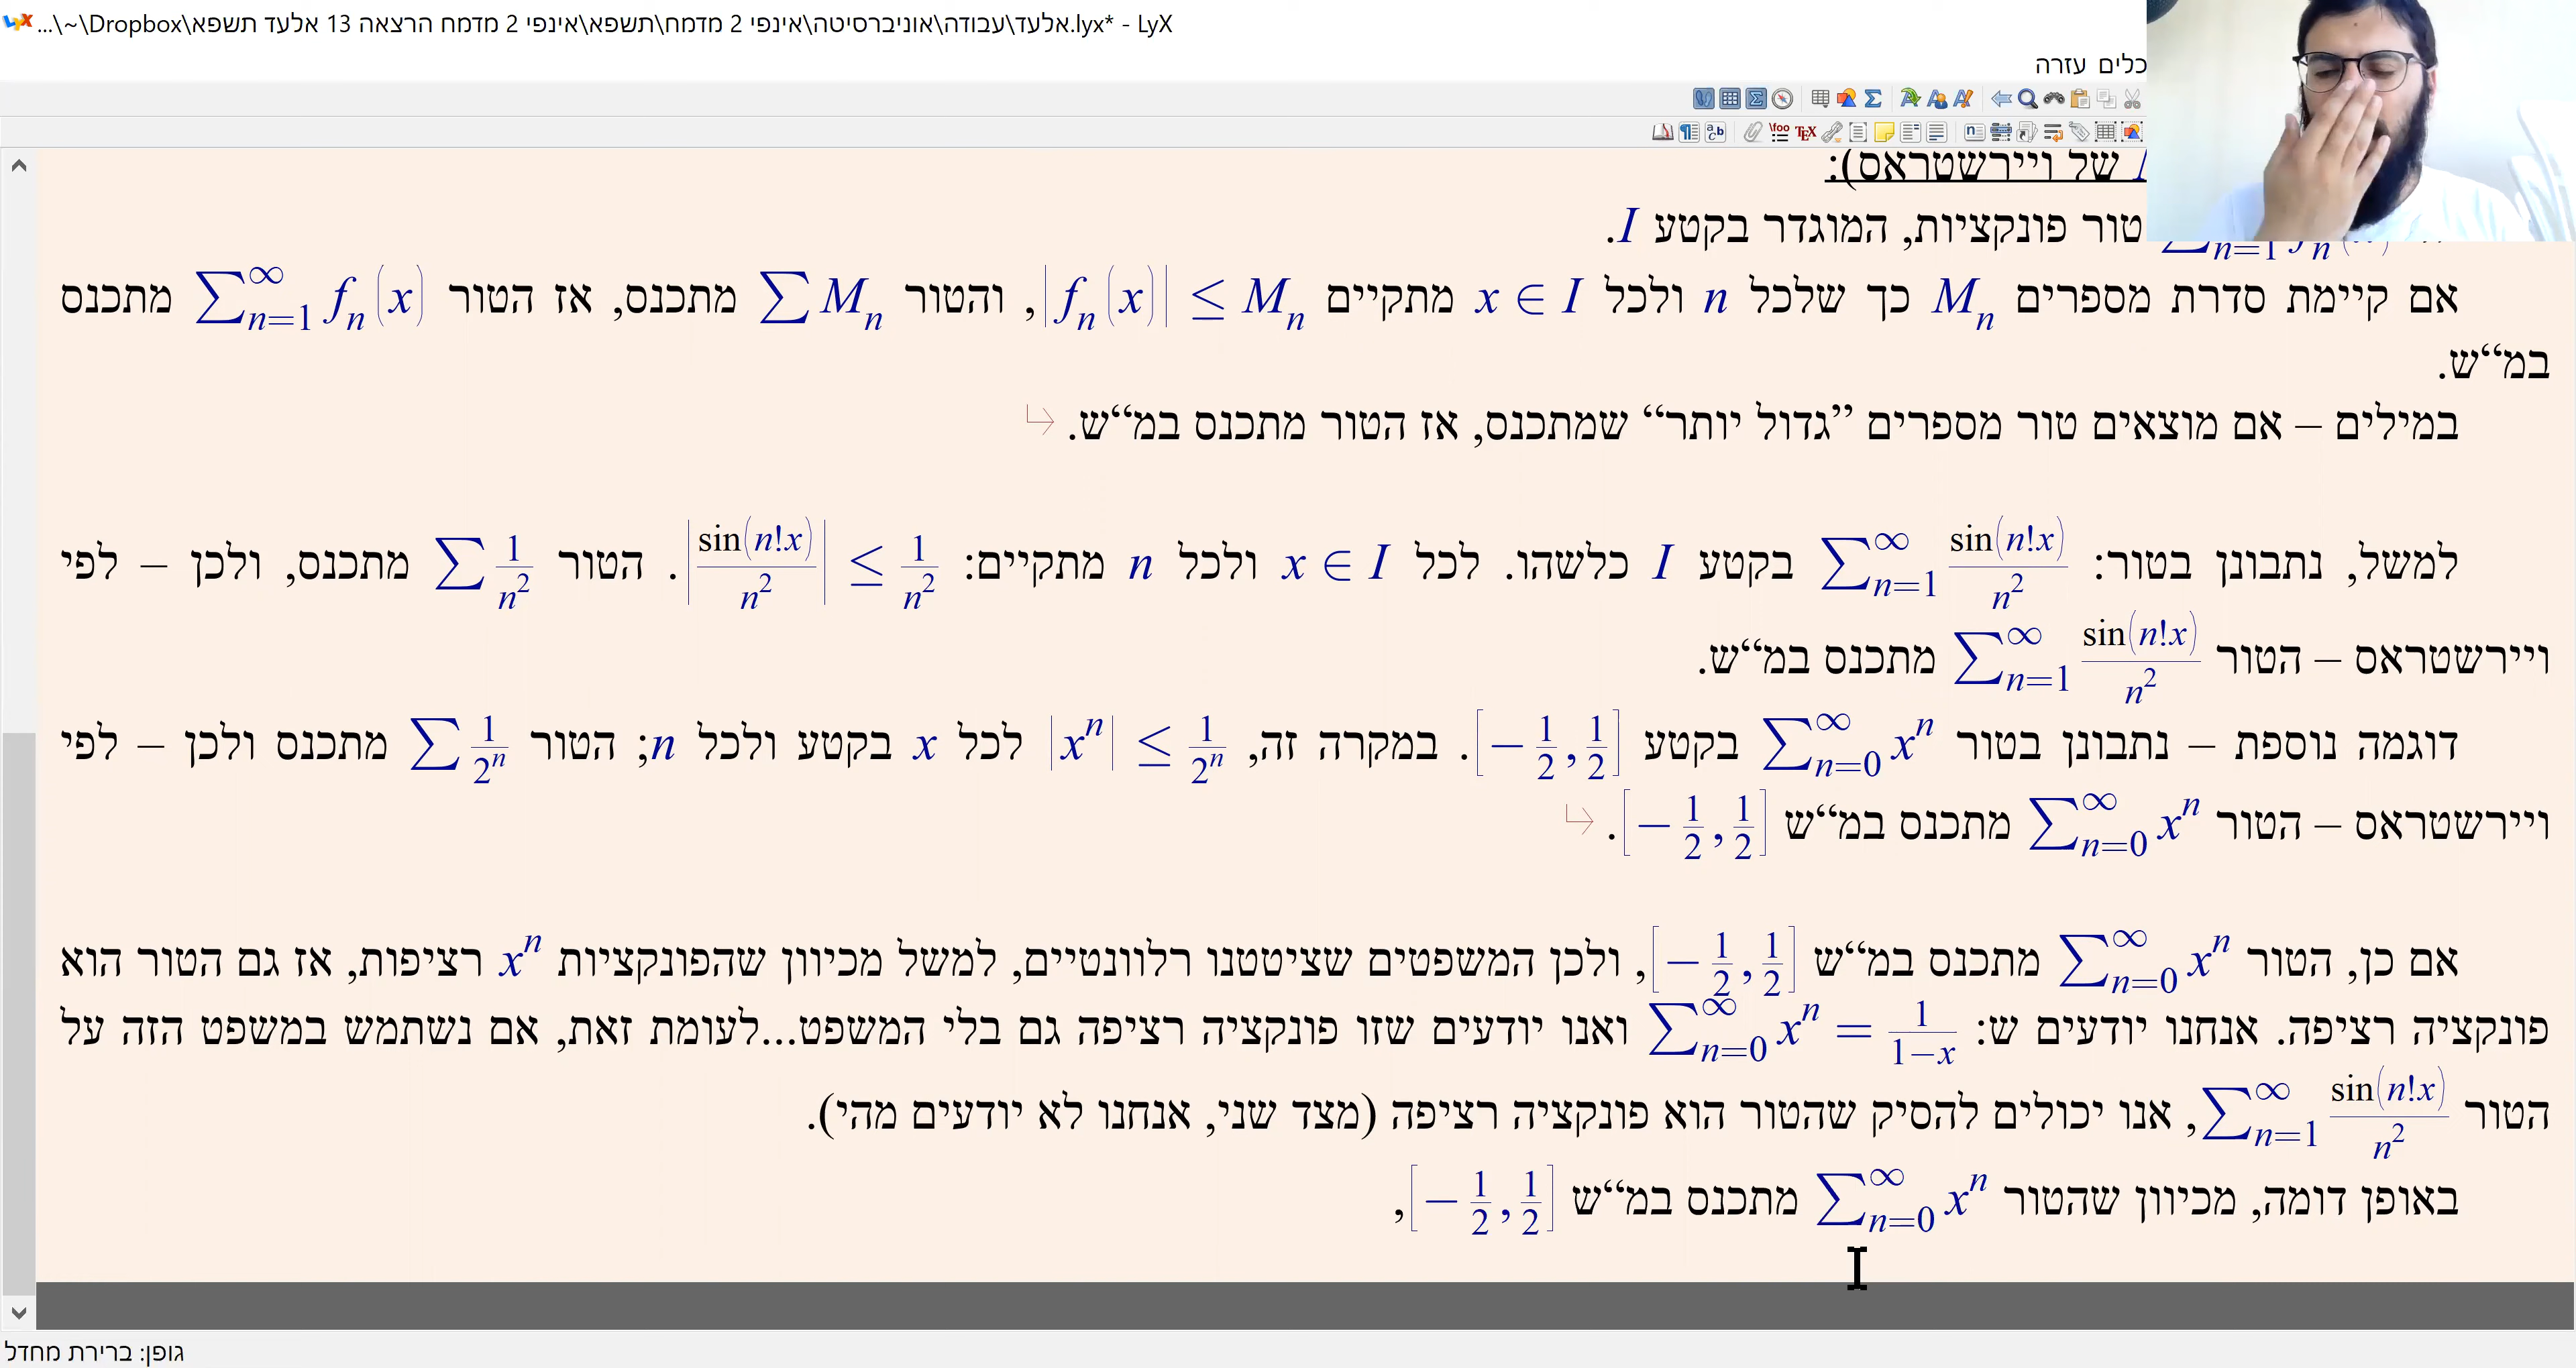 ...\~\Dropbox\אלעד\עבודה\אוניברסיטה\אינפי 2 מדמח\תשפא\אינפי 2 מדמח הרצאה 13 אלעד תשפא.lyx* - LyX
כלים עזרה
של ויירשטראס):
טור פונקציות, המוגדר בקטע I.
אם קיימת סדרת מספרים M_n כך שלכל n ולכל x ∈ I מתקיים |f_n(x)| ≤ M_n, והטור ∑ M_n מתכנס, אז הטור ∑_{n=1}^∞ f_n(x) מתכנס
במ“ש.
במילים – אם מוצאים טור מספרים ”גדול יותר“ שמתכנס, אז הטור מתכנס במ“ש.
למשל, נתבונן בטור: ∑_{n=1}^∞ sin(n!x)/n^2 בקטע I כלשהו. לכל x ∈ I ולכל n מתקיים: |sin(n!x)/n^2| ≤ 1/n^2. הטור ∑ 1/n^2 מתכנס, ולכן – לפי
ויירשטראס – הטור ∑_{n=1}^∞ sin(n!x)/n^2 מתכנס במ“ש.
דוגמה נוספת – נתבונן בטור ∑_{n=0}^∞ x^n בקטע [-1/2, 1/2]. במקרה זה, |x^n| ≤ 1/2^n לכל x בקטע ולכל n; הטור ∑ 1/2^n מתכנס ולכן – לפי
ויירשטראס – הטור ∑_{n=0}^∞ x^n מתכנס במ“ש [-1/2, 1/2].
אם כן, הטור ∑_{n=0}^∞ x^n מתכנס במ“ש [-1/2, 1/2], ולכן המשפטים שציטטנו רלוונטיים, למשל מכיוון שהפונקציות x^n רציפות, אז גם הטור הוא
פונקציה רציפה. אנחנו יודעים ש: ∑_{n=0}^∞ x^n = 1/(1-x) ואנו יודעים שזו פונקציה רציפה גם בלי המשפט...לעומת זאת, אם נשתמש במשפט הזה על
הטור ∑_{n=1}^∞ sin(n!x)/n^2, אנו יכולים להסיק שהטור הוא פונקציה רציפה (מצד שני, אנחנו לא יודעים מהי).
באופן דומה, מכיוון שהטור ∑_{n=0}^∞ x^n מתכנס במ“ש [-1/2, 1/2],
גופן: ברירת מחדל